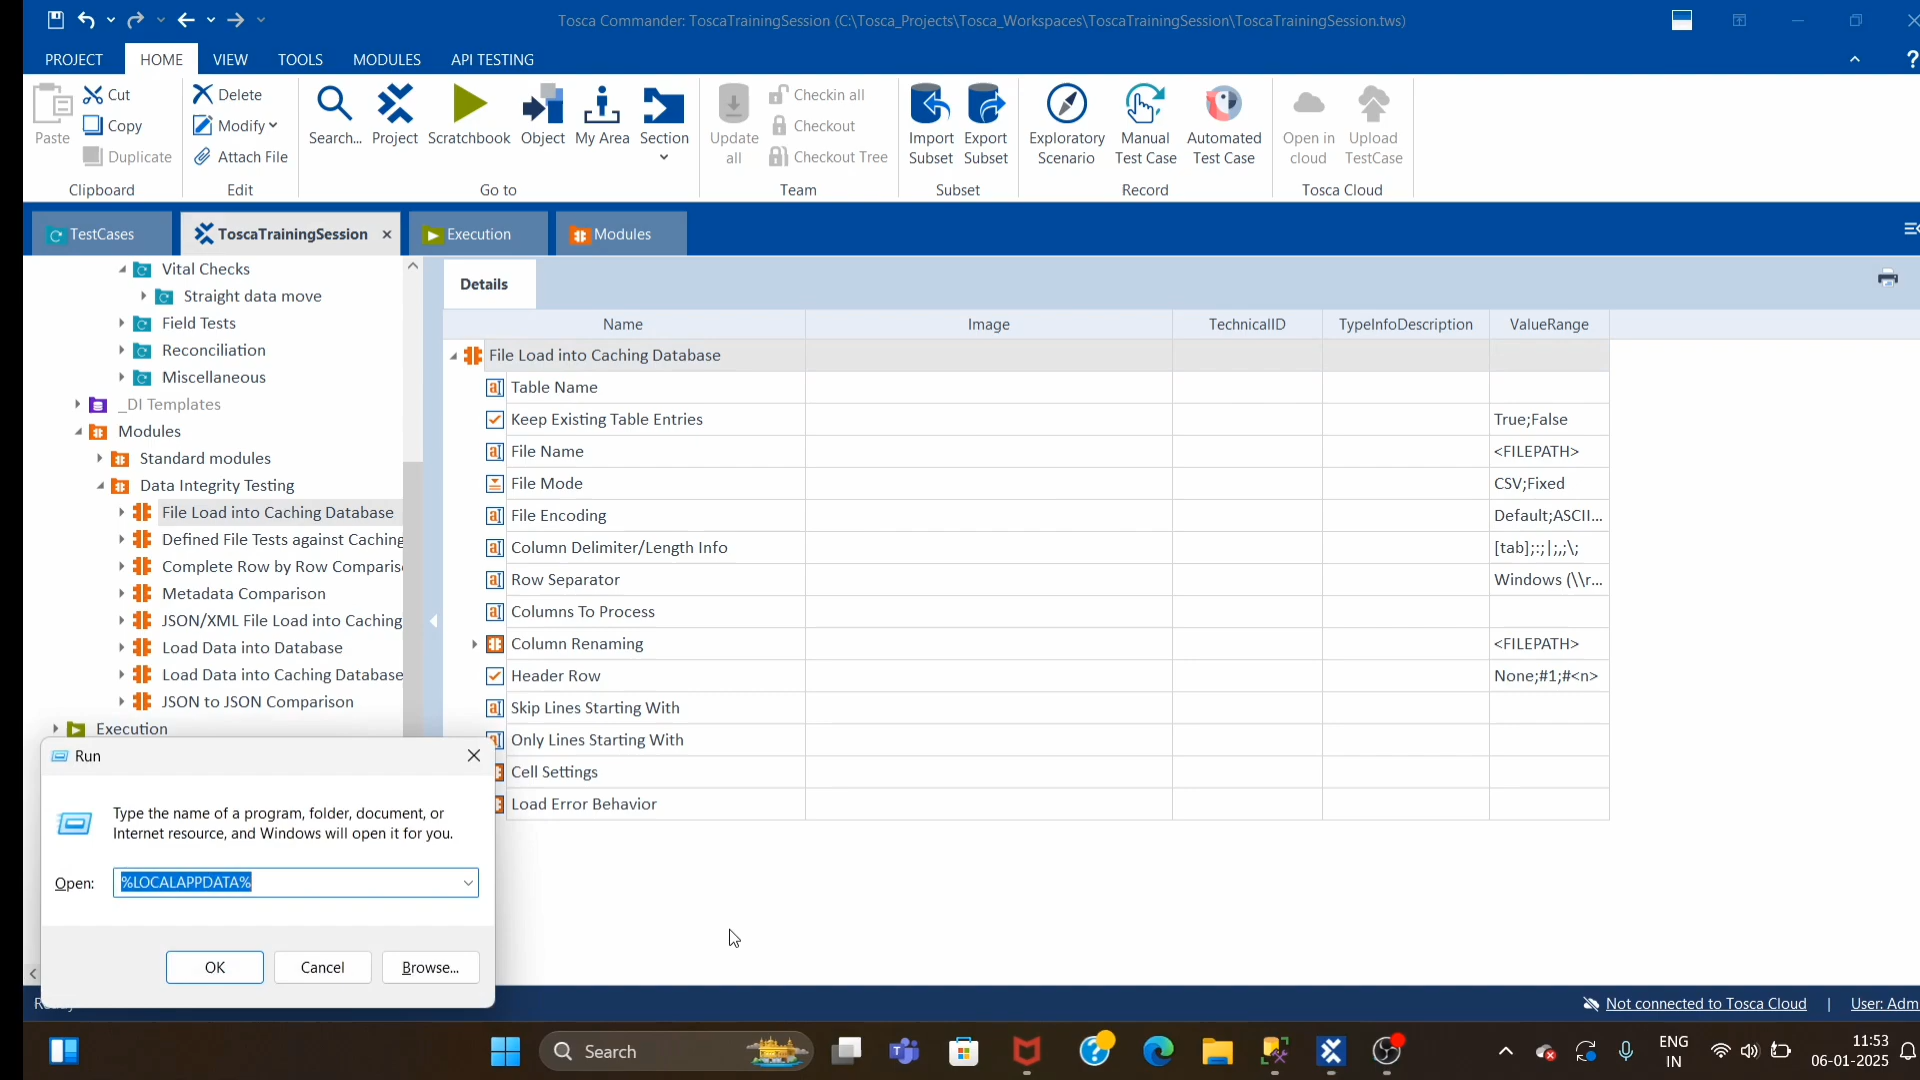 Tosca Commander: ToscaTrainingSession (C:\Tosca_Projects\Tosca_Workspaces\ToscaTrainingSession\ToscaTrainingSession.tws)
PROJECT
HOME
VIEW
TOOLS
MODULES
API TESTING
Paste
Cut
Copy
Duplicate
Clipboard
Delete
Modify
Attach File
Edit
Search...
Project
Scratchbook
Object
My Area
Section
Go to
Update
all
Checkin all
Checkout
Checkout Tree
Team
Import
Subset
Export
Subset
Subset
Exploratory
Scenario
Manual
Test Case
Automated
Test Case
Record
Open in
cloud
Upload
TestCase
Tosca Cloud
TestCases
ToscaTrainingSession
Execution
Modules
Vital Checks
Straight data move
Field Tests
Reconciliation
Miscellaneous
_DI Templates
Modules
Standard modules
Data Integrity Testing
File Load into Caching Database
Defined File Tests against Caching
Complete Row by Row Comparis
Metadata Comparison
JSON/XML File Load into Caching
Load Data into Database
Load Data into Caching Database
JSON to JSON Comparison
Execution
Details
Name Image TechnicalID TypeInfoDescription ValueRange
File Load into Caching Database
Table Name
Keep Existing Table Entries True;False
File Name <FILEPATH>
File Mode CSV;Fixed
File Encoding Default;ASCII...
Column Delimiter/Length Info [tab];:;|;,;\;
Row Separator Windows (\\r...
Columns To Process
Column Renaming <FILEPATH>
Header Row None;#1;#<n>
Skip Lines Starting With
Only Lines Starting With
Cell Settings
Load Error Behavior
Run
Type the name of a program, folder, document, or
Internet resource, and Windows will open it for you.
Open: %LOCALAPPDATA%
OK
Cancel
Browse...
Not connected to Tosca Cloud | User: Adm
Search
ENG
IN
11:53
06-01-2025